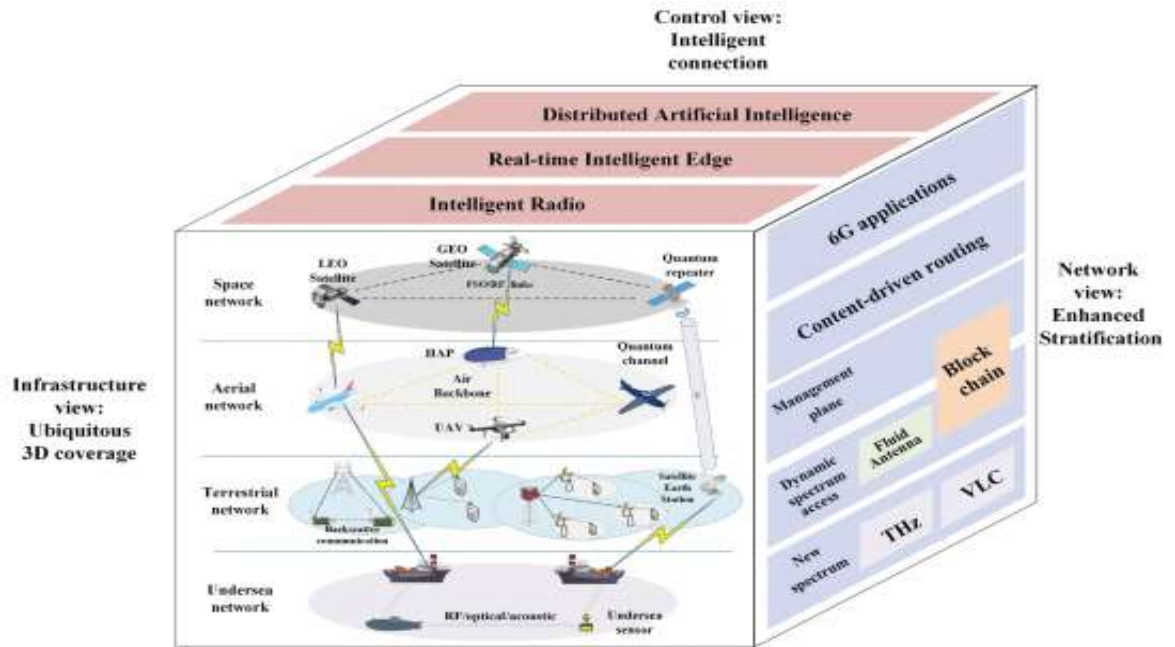 Control view:
Intelligent
connection
Distributed Artificial Intelligence
Real-time Intelligent Edge
Intelligent Radio
Infrastructure
view:
Ubiquitous
3D coverage
Space
network
LEO
Satellite
GEO
Satellite
FSO/RF links
Quantum
repeater
Aerial
network
HAP
Air
Backbone
UAV
Quantum
channel
Terrestrial
network
Backscatter
communication
Satellite
Earth
Station
Undersea
network
RF/optical/acoustic
Undersea
sensor
6G applications
Content-driven routing
Management
plane
Block
chain
Dynamic
spectrum
access
Fluid
Antenna
New
spectrum
THz
VLC
Network
view:
Enhanced
Stratification